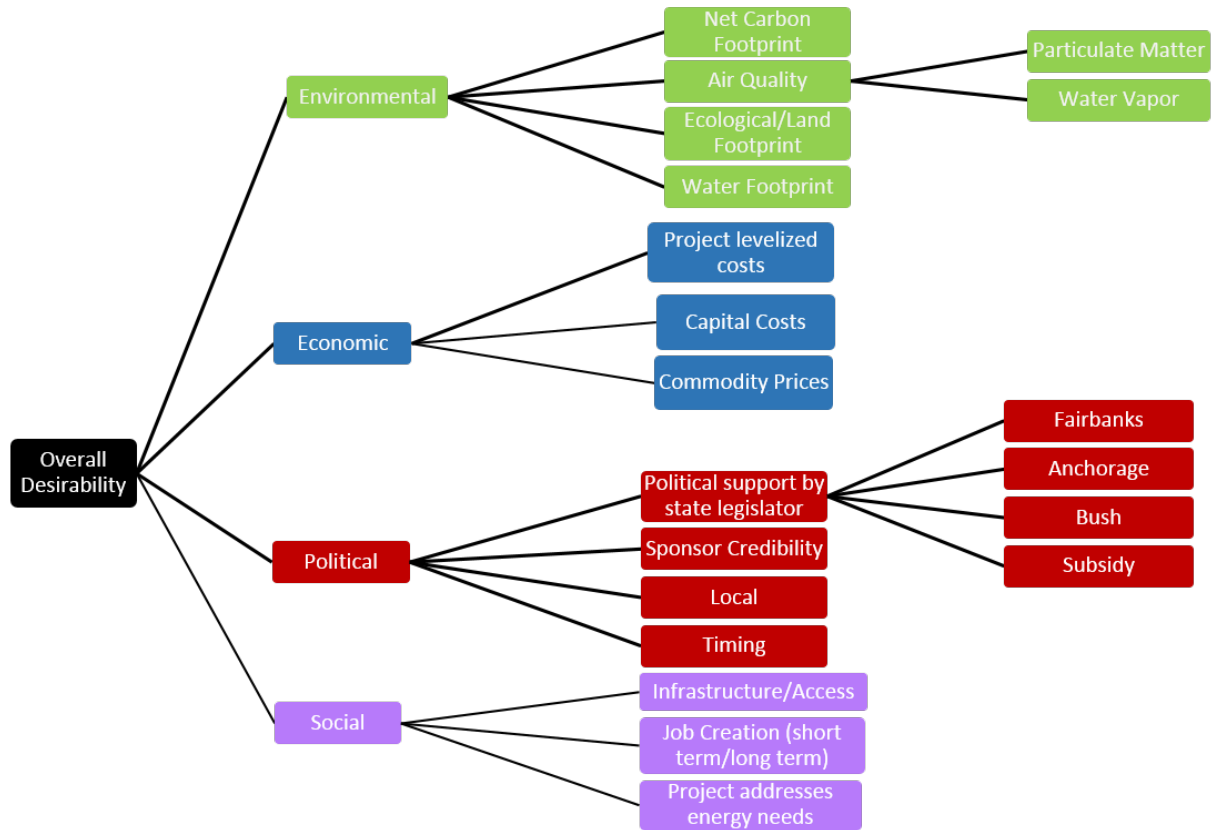 Net Carbon
Footprint
Particulate Matter
Air Quality
Environmental
Water Vapor
Ecological/Land
Footprint
Water Footprint
Project levelized
costs
Capital Costs
Economic
Commodity Prices
Fairbanks
Overall
Desirability
Anchorage
Political support by
state legislator
Bush
Sponsor Credibility
Political
Subsidy
Local
Timing
Infrastructure/Access
Social
Job Creation (short
term/long term)
Project addresses
energy needs